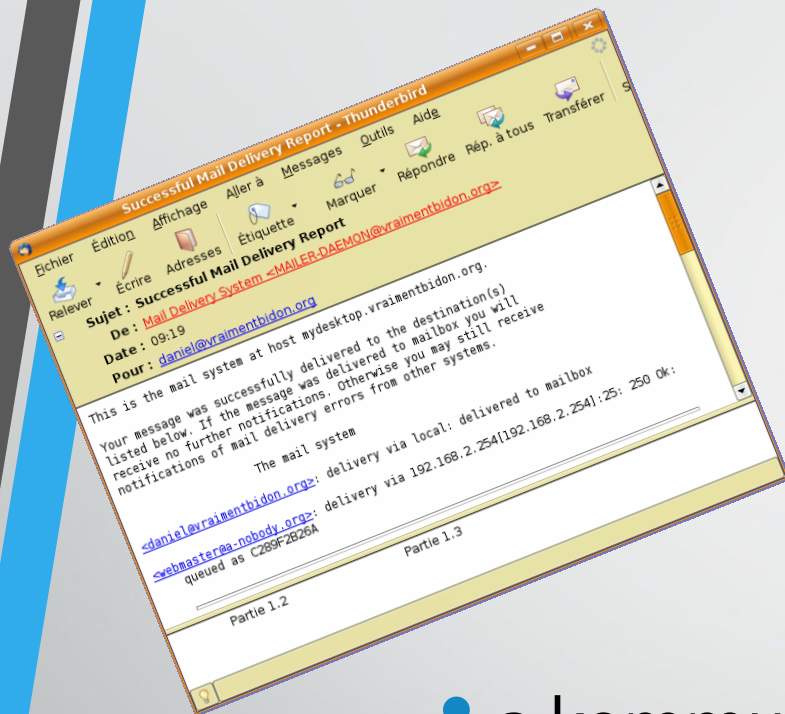 Successful Mail Delivery Report - Thunderbird
Fichier Édition Affichage Aller à Messages Outils Aide
Relever Écrire Adresses Étiquette Marquer Répondre Rép. à tous Transférer
Sujet : Successful Mail Delivery Report
De : Mail Delivery System <MAILER-DAEMON@vraimentbidon.org>
Date : 09:19
Pour : daniel@vraimentbidon.org
This is the mail system at host mydesktop.vraimentbidon.org.
Your message was successfully delivered to the destination(s)
listed below. If the message was delivered to mailbox you will
receive no further notifications. Otherwise you may still receive
notifications of mail delivery errors from other systems.
The mail system
<daniel@vraimentbidon.org>: delivery via local: delivered to mailbox
<webmaster@a-nobody.org>: delivery via 192.168.2.254[192.168.2.254]:25: 250 Ok:
queued as C289F2B26A
Partie 1.2
Partie 1.3